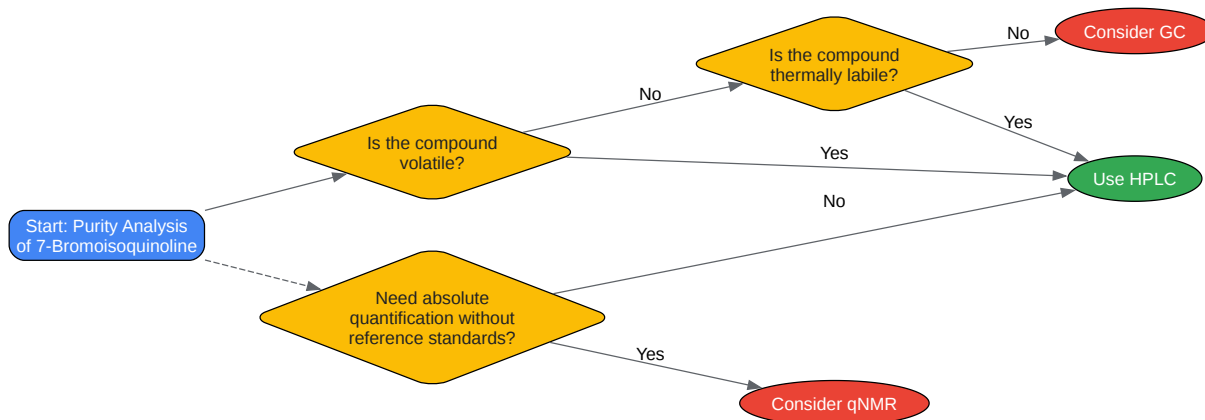 No
Consider GC
Is the compound
thermally labile?
No
Yes
Is the compound
volatile?
Yes
Use HPLC
No
Start: Purity Analysis
of 7-Bromoisoquinoline
Need absolute
quantification without
reference standards?
Yes
Consider qNMR